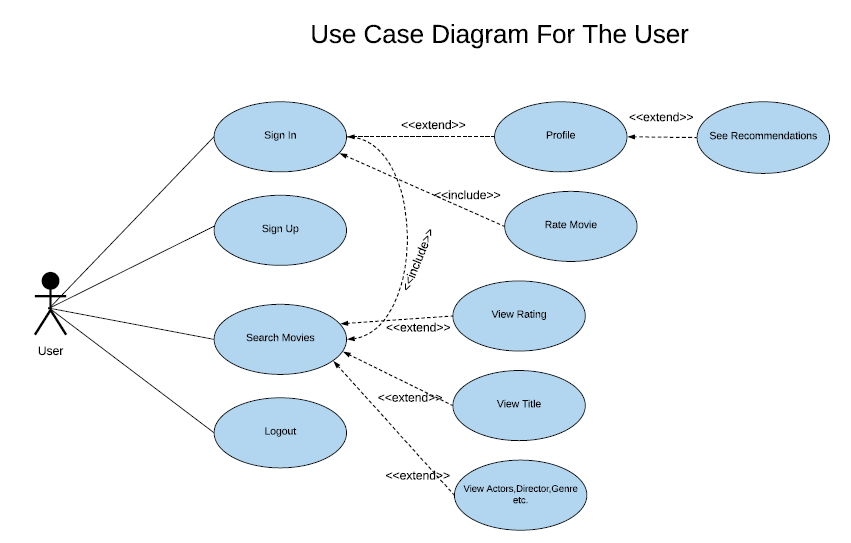 Use Case Diagram For The User
Sign In
<<extend>>
Profile
<<extend>>
See Recommendations
<<include>>
Rate Movie
Sign Up
<<include>>
User
Search Movies
<<extend>>
View Rating
<<extend>>
View Title
Logout
<<extend>>
View Actors,Director,Genre
etc.